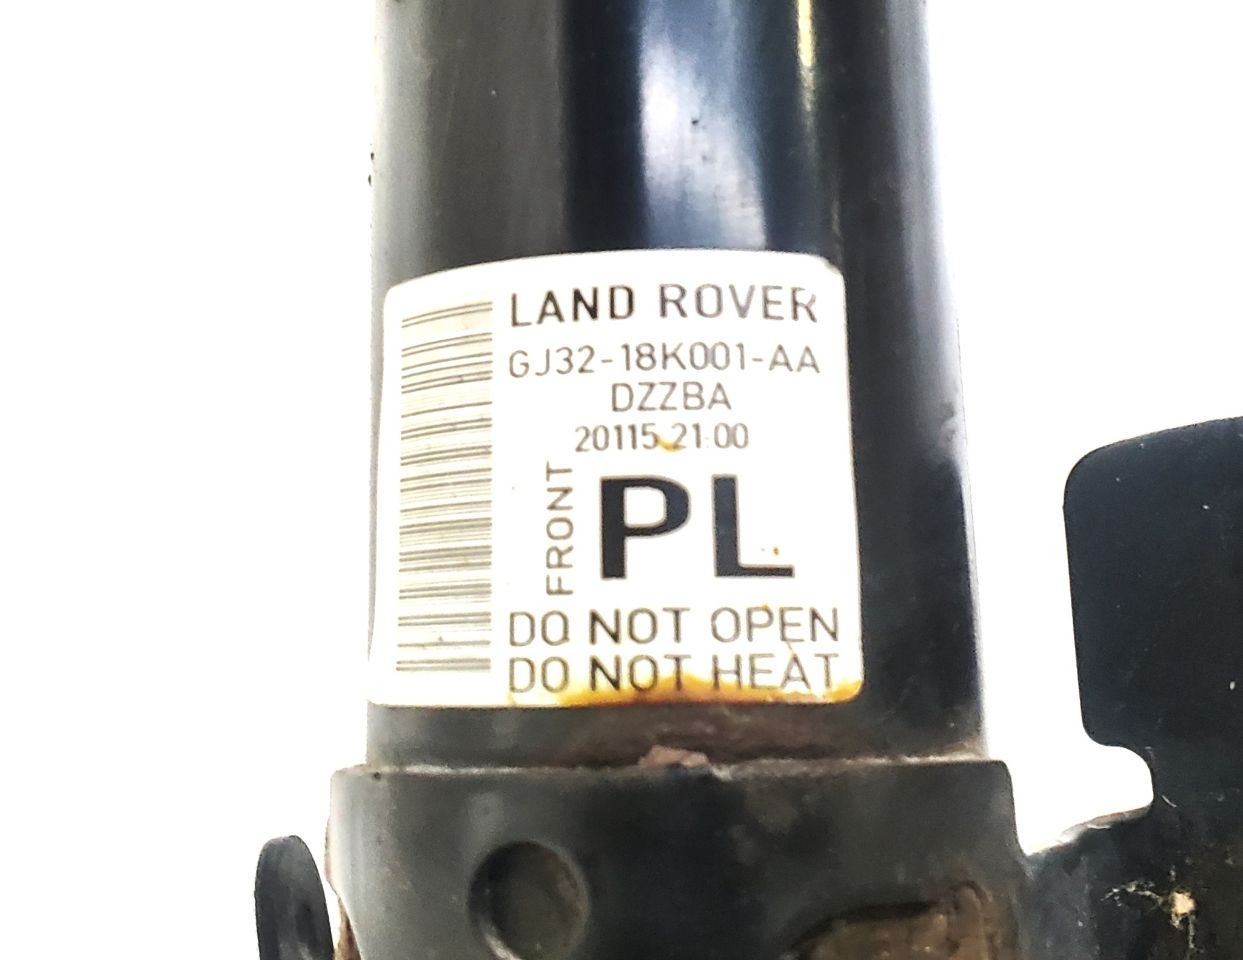 LAND ROVER
GJ32-18K001-AA
DZZBA
20115 21:00
FRONT
PL
DO NOT OPEN
DO NOT HEAT